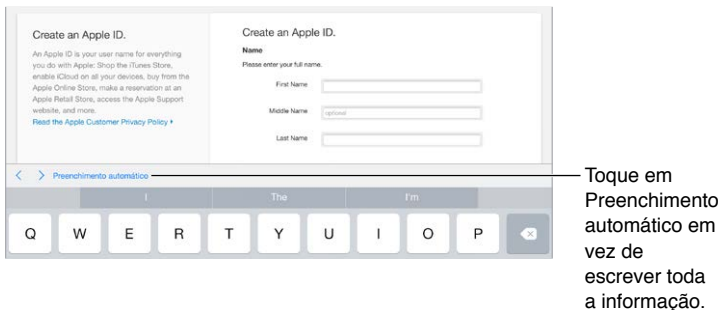 Create an Apple ID.
An Apple ID is your user name for everything
you do with Apple: Shop the iTunes Store,
enable iCloud on all your devices, buy from the
Apple Online Store, make a reservation at an
Apple Retail Store, access the Apple Support
website, and more.
Read the Apple Customer Privacy Policy
Create an Apple ID.
Name
Please enter your full name.
First Name
Middle Name optional
Last Name
Preenchimento automático
I The I'm
Q W E R T Y U I O P
Toque em
Preenchimento
automático em
vez de
escrever toda
a informação.